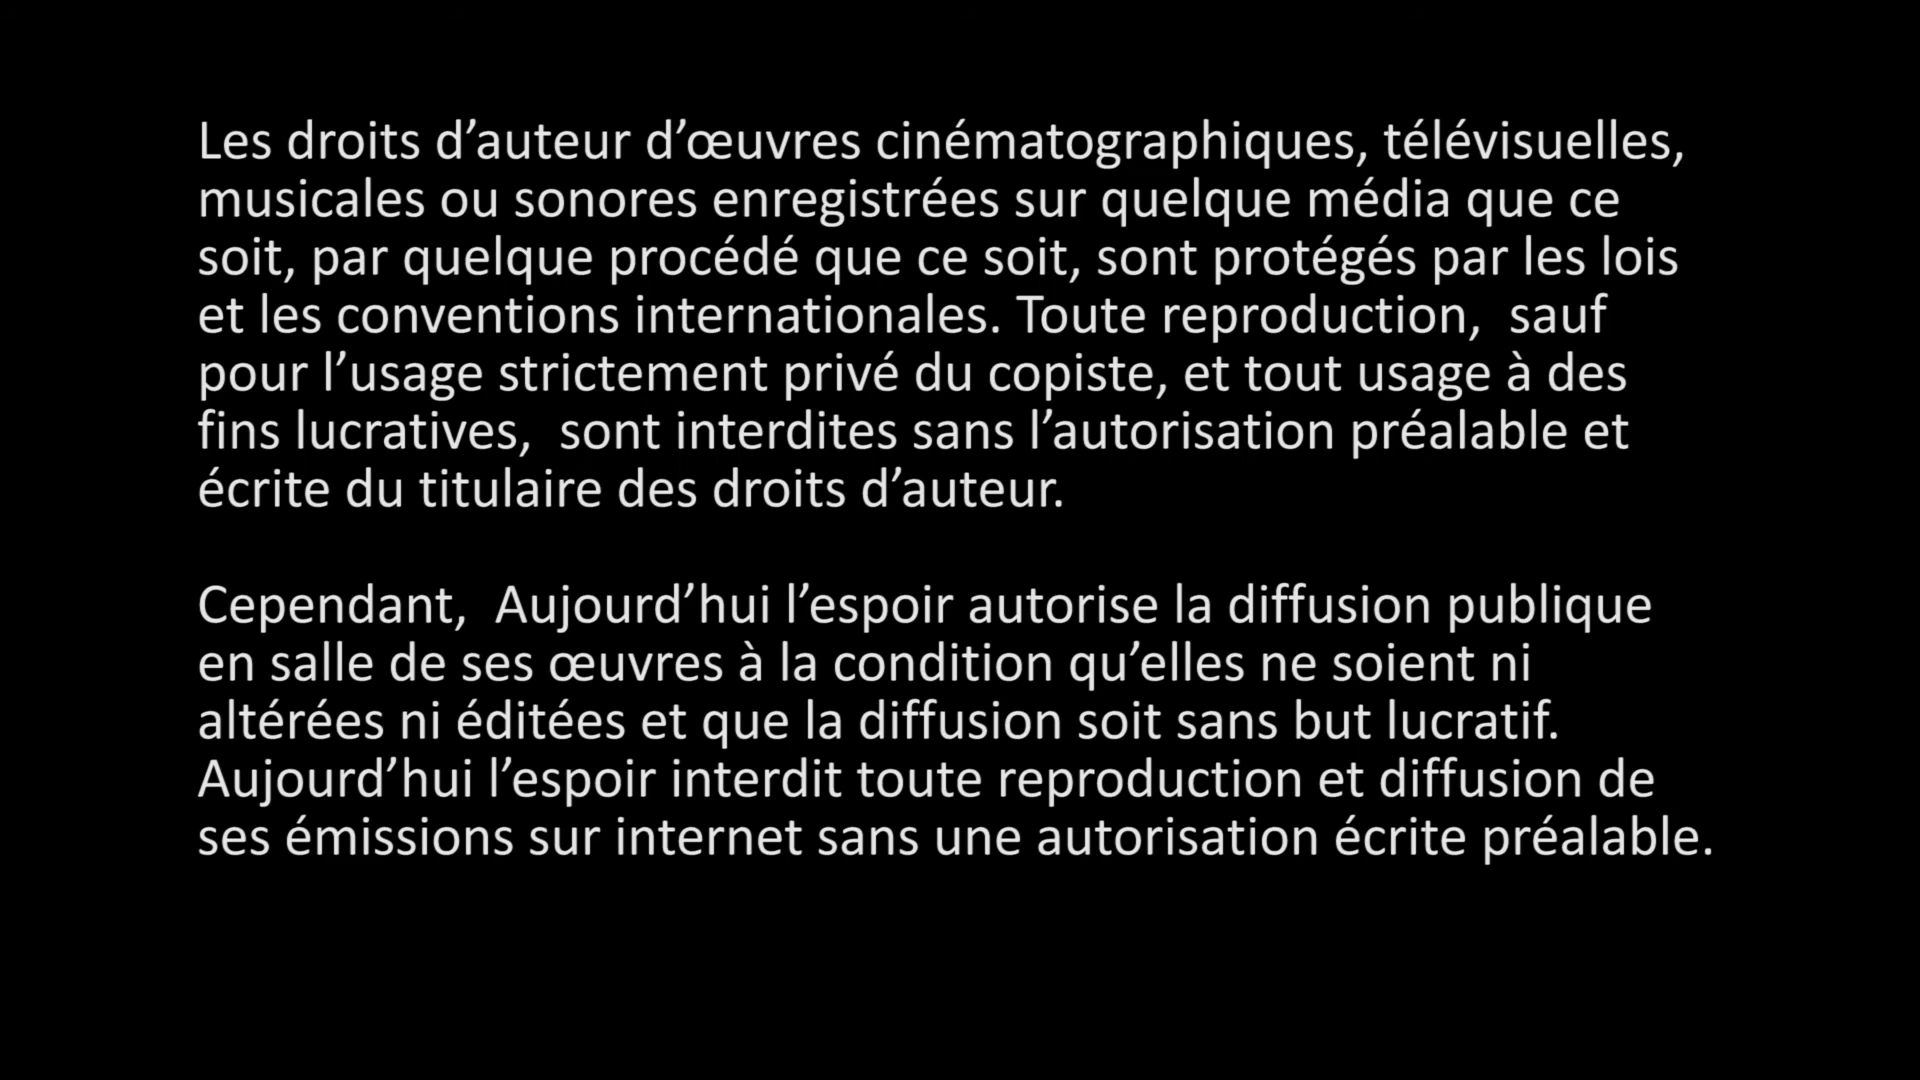 Les droits d’auteur d’œuvres cinématographiques, télévisuelles,
musicales ou sonores enregistrées sur quelque média que ce
soit, par quelque procédé que ce soit, sont protégés par les lois
et les conventions internationales. Toute reproduction,  sauf
pour l’usage strictement privé du copiste, et tout usage à des
fins lucratives,  sont interdites sans l’autorisation préalable et
écrite du titulaire des droits d’auteur.
Cependant,  Aujourd’hui l’espoir autorise la diffusion publique
en salle de ses œuvres à la condition qu’elles ne soient ni
altérées ni éditées et que la diffusion soit sans but lucratif.
Aujourd’hui l’espoir interdit toute reproduction et diffusion de
ses émissions sur internet sans une autorisation écrite préalable.